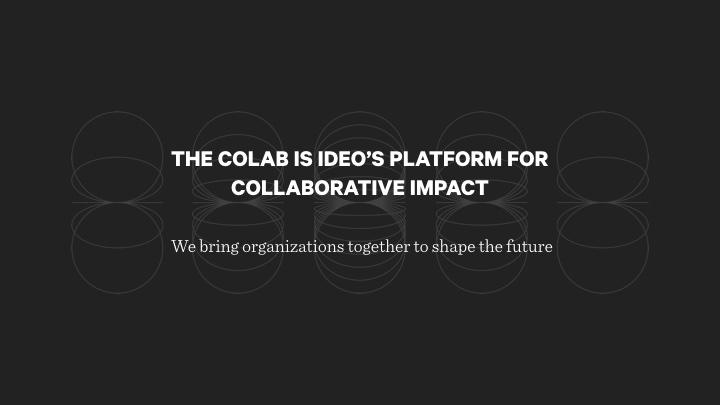 THE COLAB IS IDEO’S PLATFORM FOR
COLLABORATIVE IMPACT
We bring organizations together to shape the future